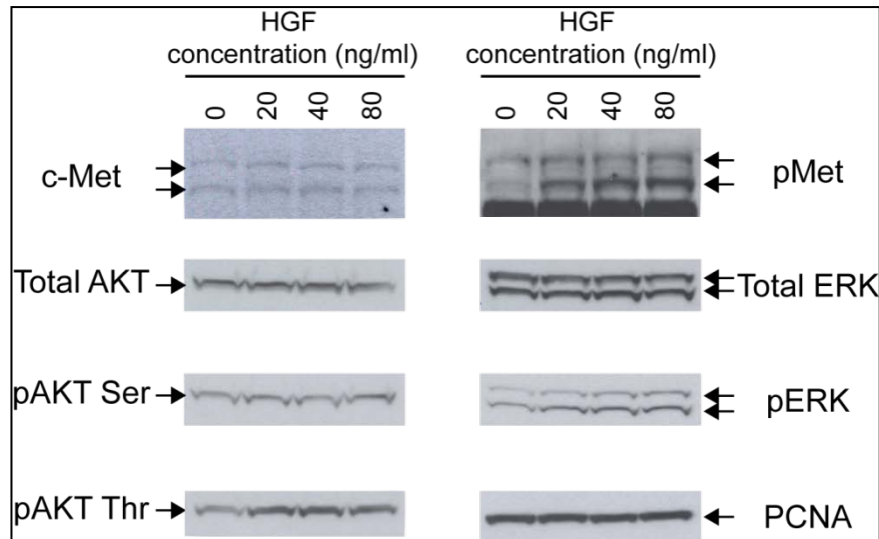 HGF
concentration (ng/ml)
0 20 40 80
c-Met
Total AKT
pAKT Ser
pAKT Thr
HGF
concentration (ng/ml)
0 20 40 80
pMet
Total ERK
pERK
PCNA